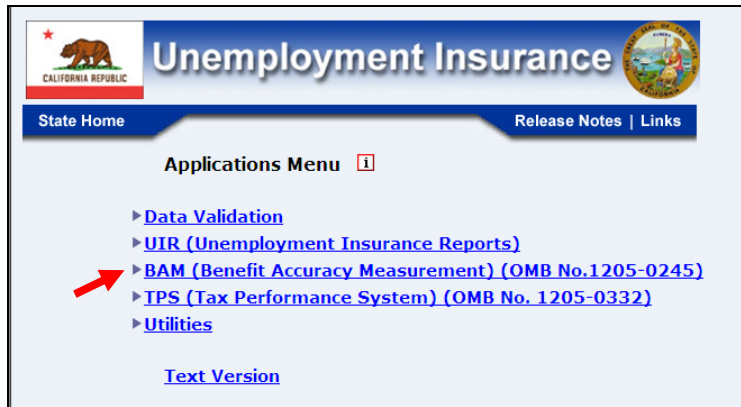 CALIFORNIA REPUBLIC
Unemployment Insurance
State Home
Release Notes | Links
Applications Menu i
Data Validation
UIR (Unemployment Insurance Reports)
BAM (Benefit Accuracy Measurement) (OMB No.1205-0245)
TPS (Tax Performance System) (OMB No. 1205-0332)
Utilities
Text Version